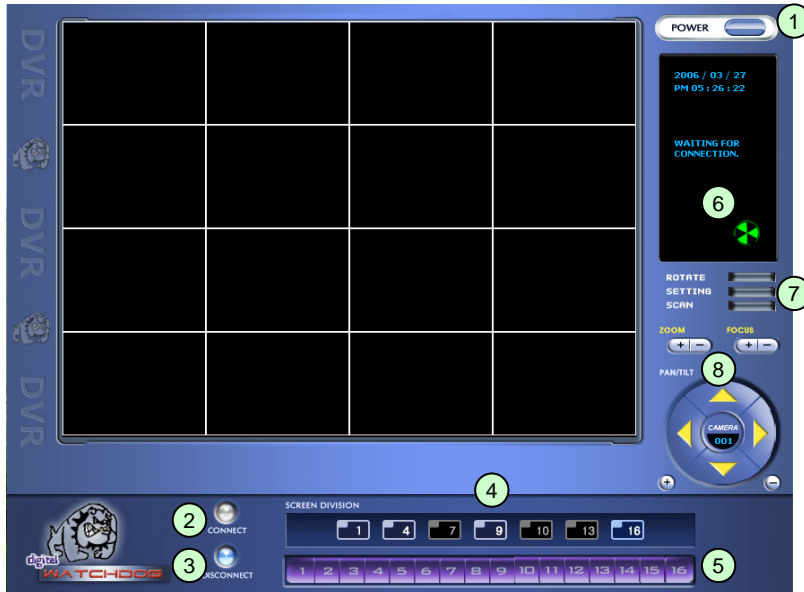 DVR
DVR
DVR
POWER
1
2006 / 03 / 27
PM 05 : 26 : 22
WAITING FOR
CONNECTION.
6
ROTATE
SETTING
SCAN
7
ZOOM
FOCUS
+ −
+ −
8
PAN/TILT
CAMERA
001
+
−
2
CONNECT
3
DISCONNECT
4
SCREEN DIVISION
1 4 7 9 10 13 16
1 2 3 4 5 6 7 8 9 10 11 12 13 14 15 16
5
digital
WATCHDOG